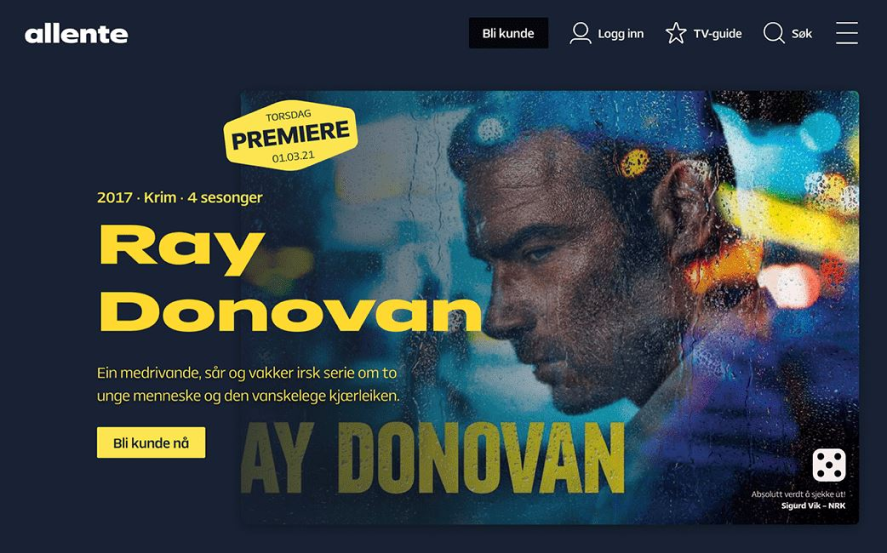 allente
Bli kunde
Logg inn
TV-guide
Søk
TORSDAG
PREMIERE
01.03.21
2017 · Krim · 4 sesonger
Ray
Donovan
Ein medrivande, sår og vakker irsk serie om to
unge menneske og den vanskelege kjærleiken.
Bli kunde nå
AY DONOVAN
Absolutt verdt å sjekke ut!
Sigurd Vik – NRK